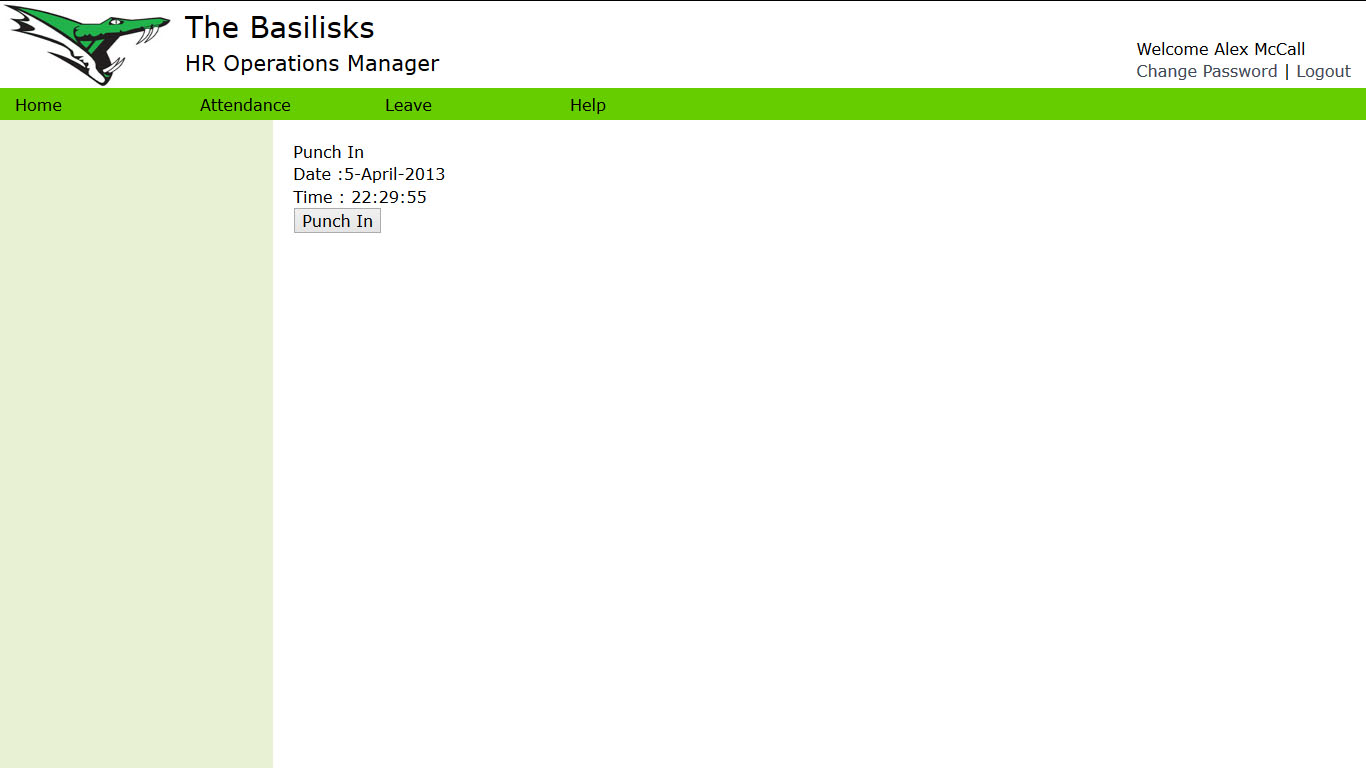 The Basilisks
HR Operations Manager
Welcome Alex McCall
Change Password | Logout
Home Attendance Leave Help
Punch In
Date :5-April-2013
Time : 22:29:55
Punch In